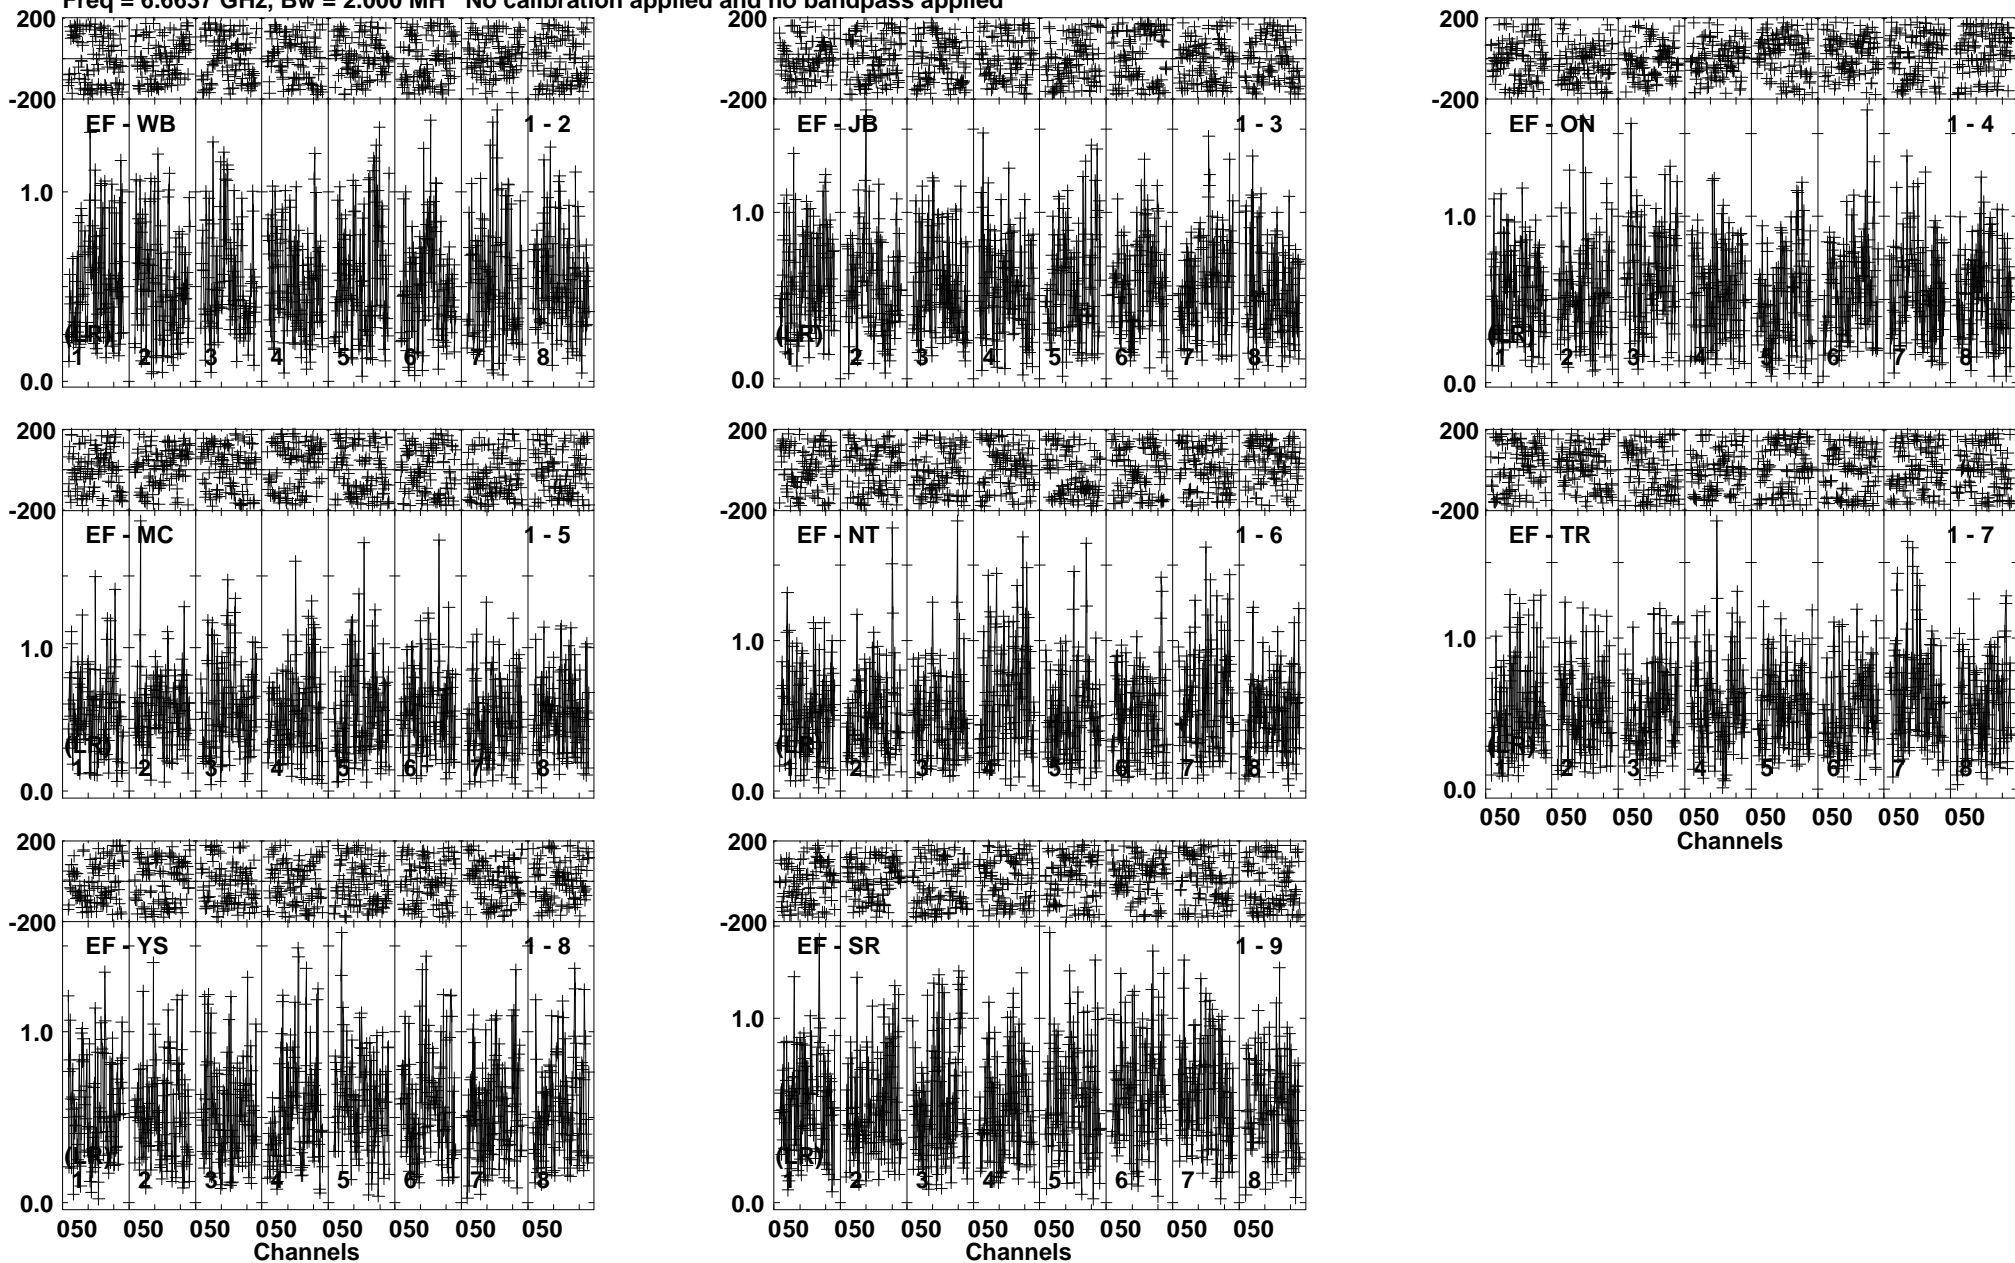 Freq = 6.6637 GHz, Bw = 2.000 MH No calibration applied and no bandpass applied
200
-200
EF - WB 1 - 2
1.0
(LR)
1 2 3 4 5 6 7 8
0.0
EF - JB 1 - 3
200
-200
1.0
(LR)
1 2 3 4 5 6 7 8
0.0
EF - ON 1 - 4
200
-200
1.0
(LR)
1 2 3 4 5 6 7 8
0.0
200
-200
EF - MC 1 - 5
1.0
(LR)
1 2 3 4 5 6 7 8
0.0
200
-200
EF - NT 1 - 6
1.0
(LR)
1 2 3 4 5 6 7 8
0.0
200
-200
EF - TR 1 - 7
1.0
(LR)
1 2 3 4 5 6 7 8
0.0
050 050 050 050 050 050 050 050
Channels
200
-200
EF - YS 1 - 8
1.0
(LR)
1 2 3 4 5 6 7 8
0.0
050 050 050 050 050 050 050 050
Channels
200
-200
EF - SR 1 - 9
1.0
(LR)
1 2 3 4 5 6 7 8
0.0
050 050 050 050 050 050 050 050
Channels